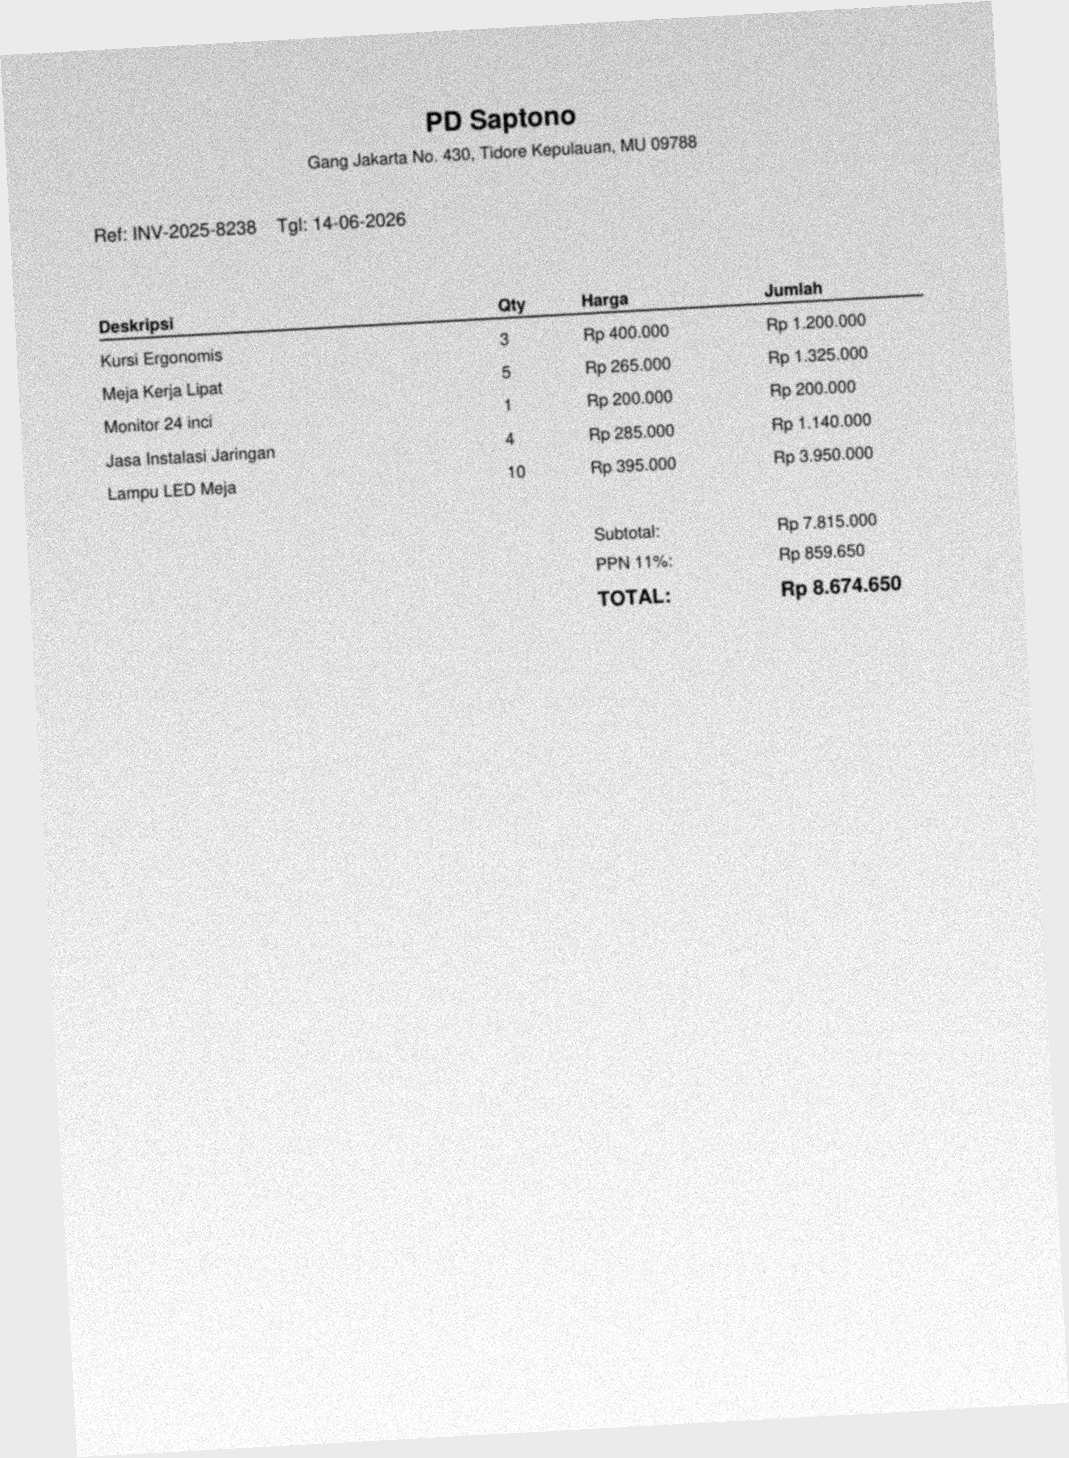 PD Saptono
Gang Jakarta No. 430, Tidore Kepulauan, MU 09788
Ref: INV-2025-8238 Tgl: 14-06-2026
Deskripsi Qty Harga Jumlah
Kursi Ergonomis 3 Rp 400.000 Rp 1.200.000
Meja Kerja Lipat 5 Rp 265.000 Rp 1.325.000
Monitor 24 inci 1 Rp 200.000 Rp 200.000
Jasa Instalasi Jaringan 4 Rp 285.000 Rp 1.140.000
Lampu LED Meja 10 Rp 395.000 Rp 3.950.000
Subtotal: Rp 7.815.000
PPN 11%: Rp 859.650
TOTAL: Rp 8.674.650